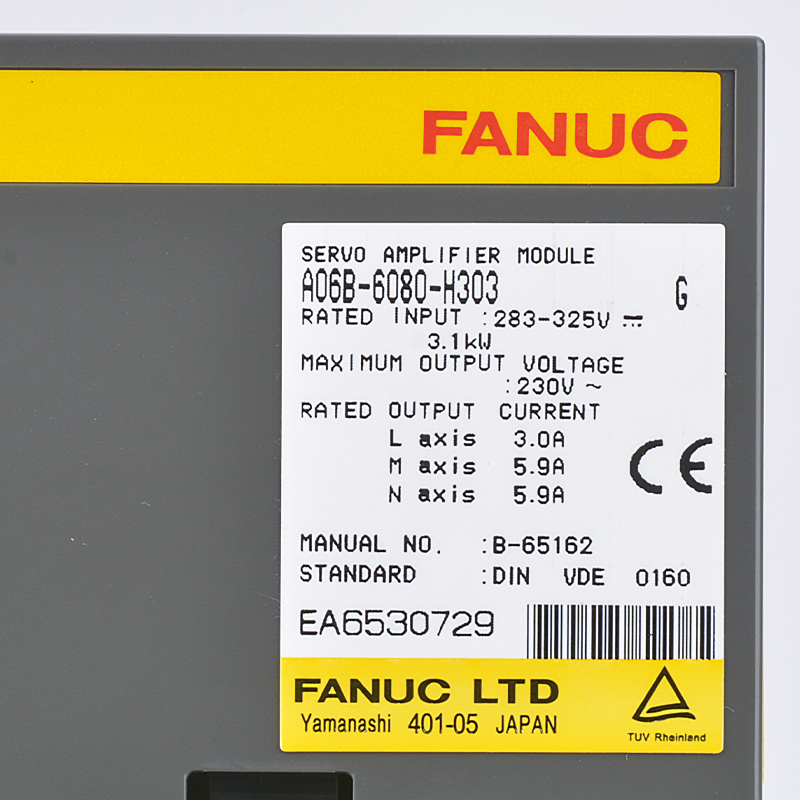 FANUC
SERVO AMPLIFIER MODULE
A06B-6080-H303 G
RATED INPUT :283-325V ⎓
3.1kW
MAXIMUM OUTPUT VOLTAGE
:230V ~
RATED OUTPUT CURRENT
L axis 3.0A
M axis 5.9A
N axis 5.9A
CE
MANUAL NO. :B-65162
STANDARD :DIN VDE 0160
EA6530729
FANUC LTD
Yamanashi 401-05 JAPAN
TUV Rheinland